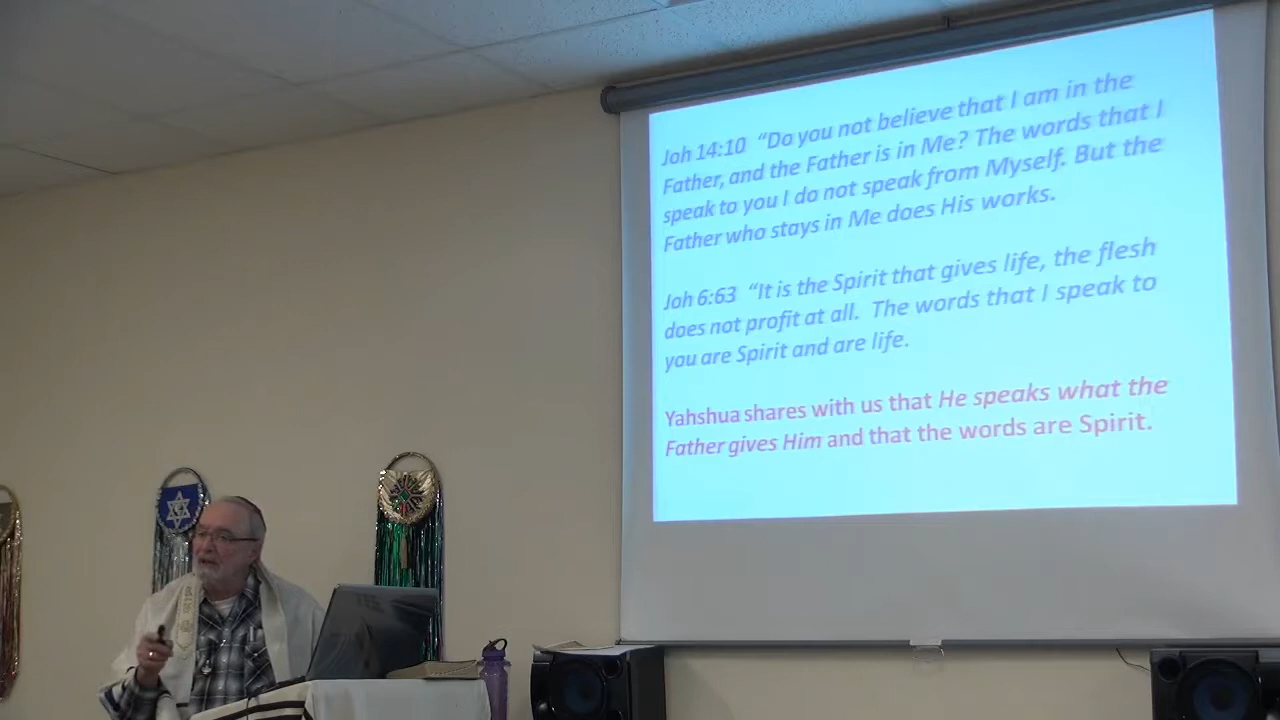 Joh 14:10 “Do you not believe that I am in the
Father, and the Father is in Me? The words that I
speak to you I do not speak from Myself. But the
Father who stays in Me does His works.
Joh 6:63 “It is the Spirit that gives life, the flesh
does not profit at all. The words that I speak to
you are Spirit and are life.
Yahshua shares with us that He speaks what the
Father gives Him and that the words are Spirit.